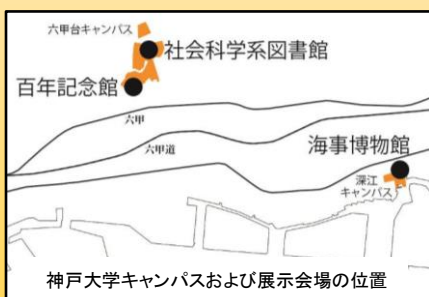 六甲台キャンパス
社会科学系図書館
百年記念館
六甲
六甲道
海事博物館
深江
キャンパス
神戸大学キャンパスおよび展示会場の位置